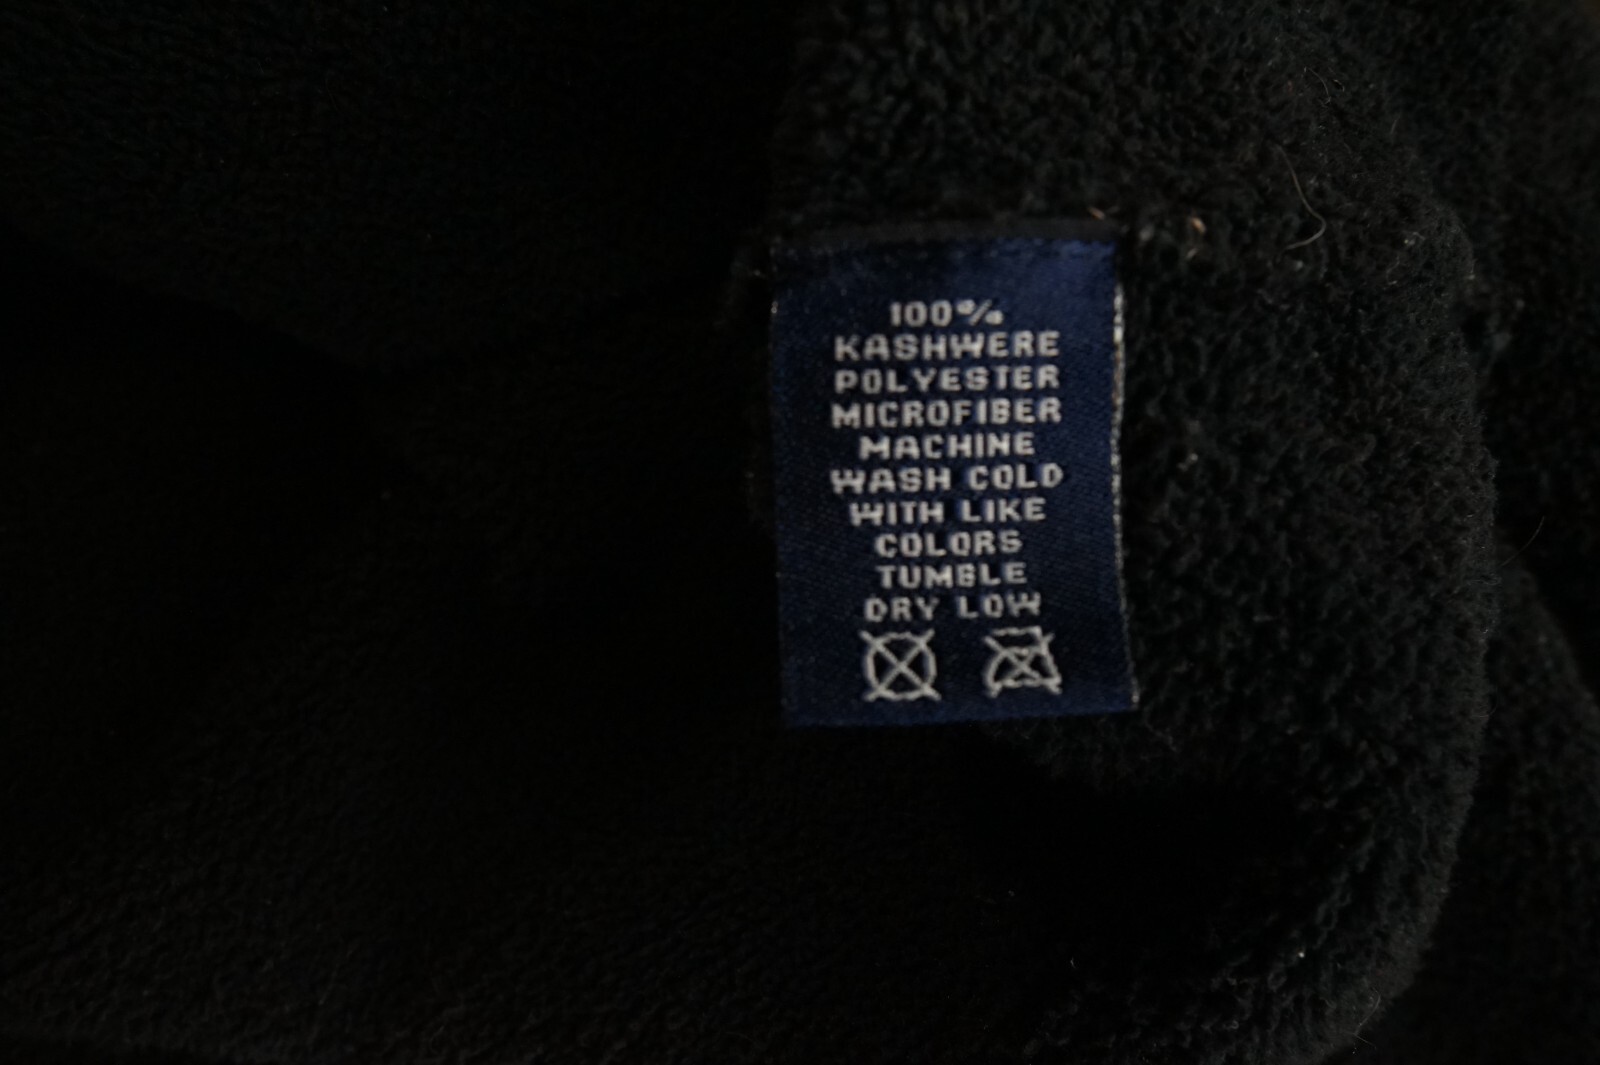 100%
KASHWERE
POLYESTER
MICROFIBER
MACHINE
WASH COLD
WITH LIKE
COLORS
TUMBLE
DRY LOW